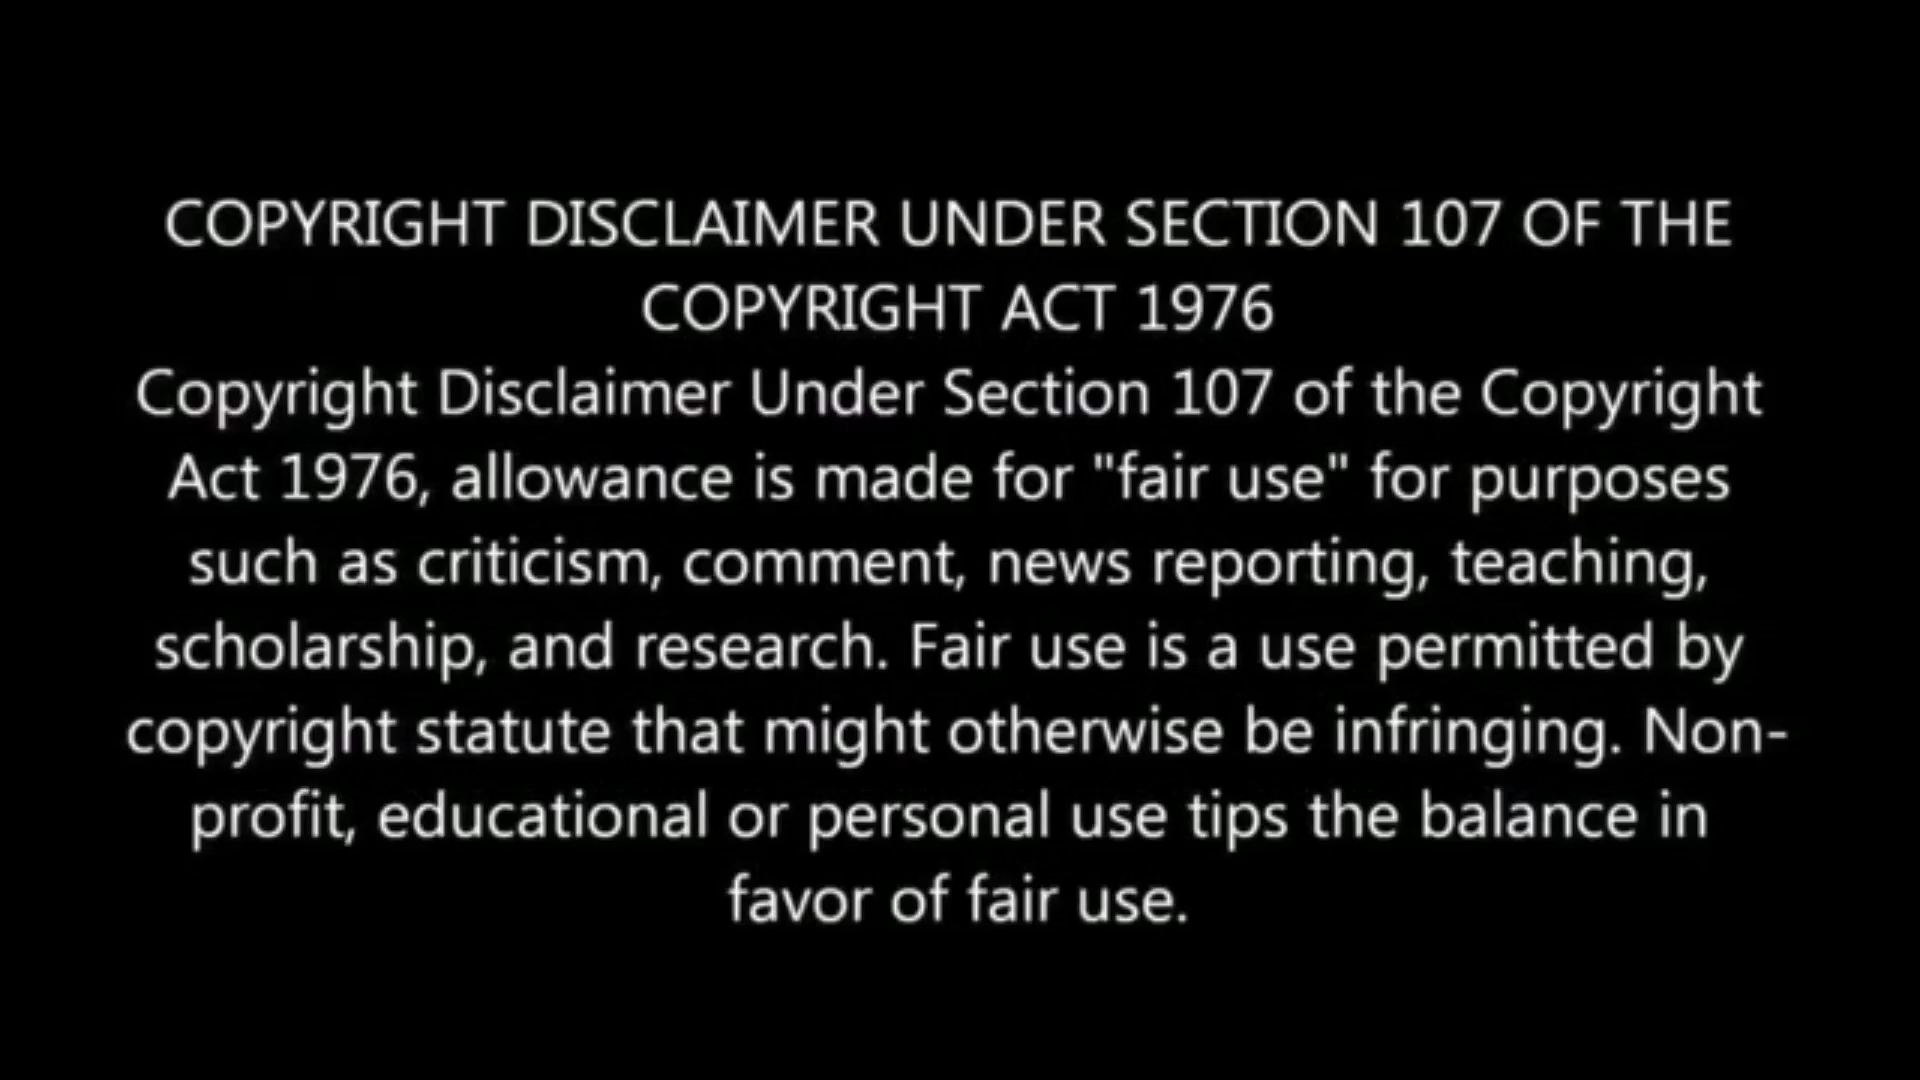 COPYRIGHT DISCLAIMER UNDER SECTION 107 OF THE
COPYRIGHT ACT 1976
Copyright Disclaimer Under Section 107 of the Copyright
Act 1976, allowance is made for "fair use" for purposes
such as criticism, comment, news reporting, teaching,
scholarship, and research. Fair use is a use permitted by
copyright statute that might otherwise be infringing. Non-
profit, educational or personal use tips the balance in
favor of fair use.